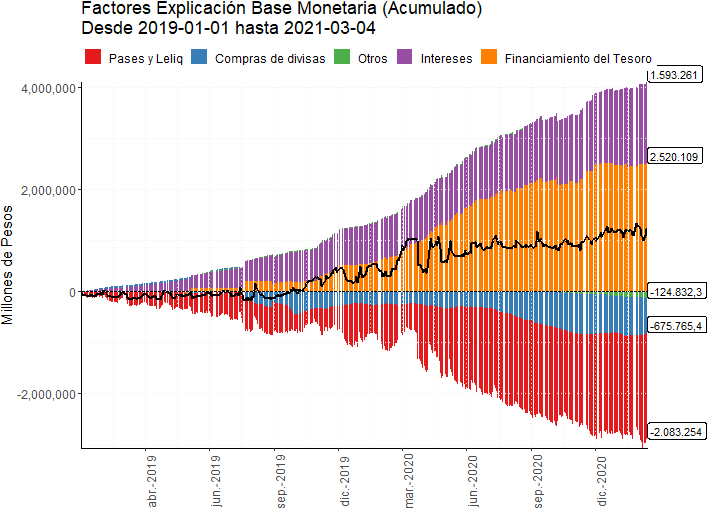 Factores Explicación Base Monetaria (Acumulado)
Desde 2019-01-01 hasta 2021-03-04
Pases y Leliq Compras de divisas Otros Intereses Financiamiento del Tesoro
Millones de Pesos
4,000,000
2,000,000
0
-2,000,000
1.593.261
2.520.109
-124.832,3
-675.765,4
-2.083.254
abr.-2019
jun.-2019
sep.-2019
dic.-2019
mar.-2020
jun.-2020
sep.-2020
dic.-2020